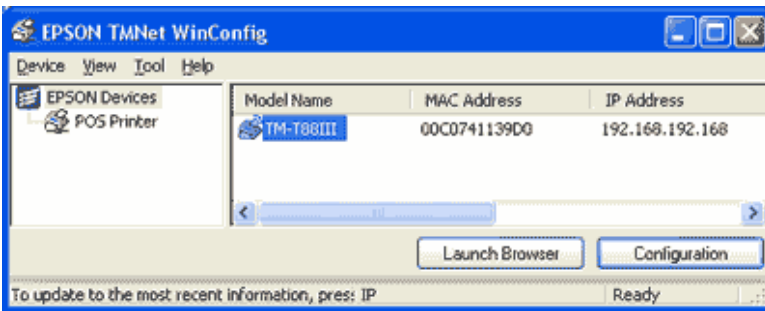 EPSON TMNet WinConfig
Device View Tool Help
EPSON Devices
POS Printer
Model Name MAC Address IP Address
TM-T88III 00C0741139D0 192.168.192.168
Launch Browser Configuration
To update to the most recent information, press IP Ready